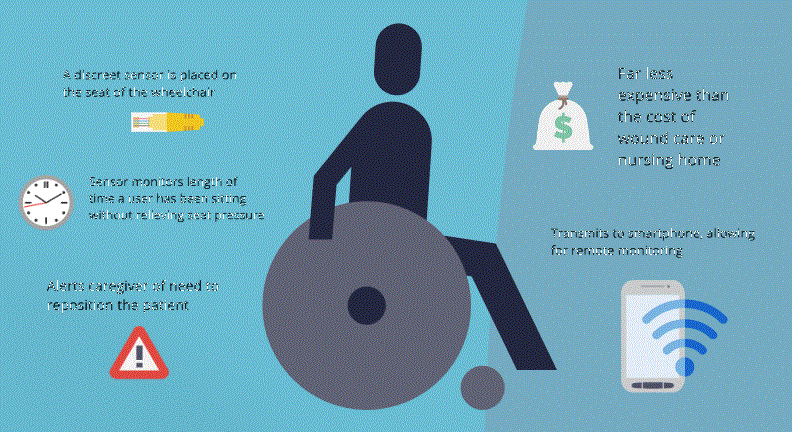 A discreet sensor is placed on
the seat of the wheelchair
Sensor monitors length of
time a user has been sitting
without relieving seat pressure
Alerts caregiver of need to
reposition the patient
Far less
expensive than
the cost of
wound care or
nursing home
Transmits to smartphone, allowing
for remote monitoring
$